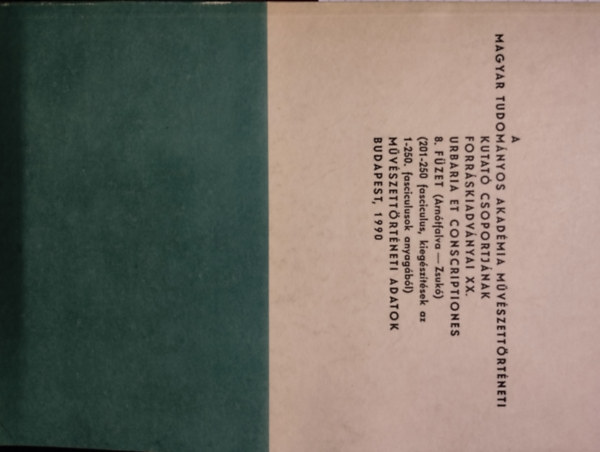 A
MAGYAR TUDOMÁNYOS AKADÉMIA MŰVÉSZETTÖRTÉNETI
KUTATÓ CSOPORTJÁNAK
FORRÁSKIADVÁNYAI XX.
URBARIA ET CONSCRIPTIONES
8. FÜZET (Arnótfalva — Zsukó)
(201-250 fasciculus, kiegészítések az
1-250. fasciculusok anyagából)
MŰVÉSZETTÖRTÉNETI ADATOK
BUDAPEST, 1990